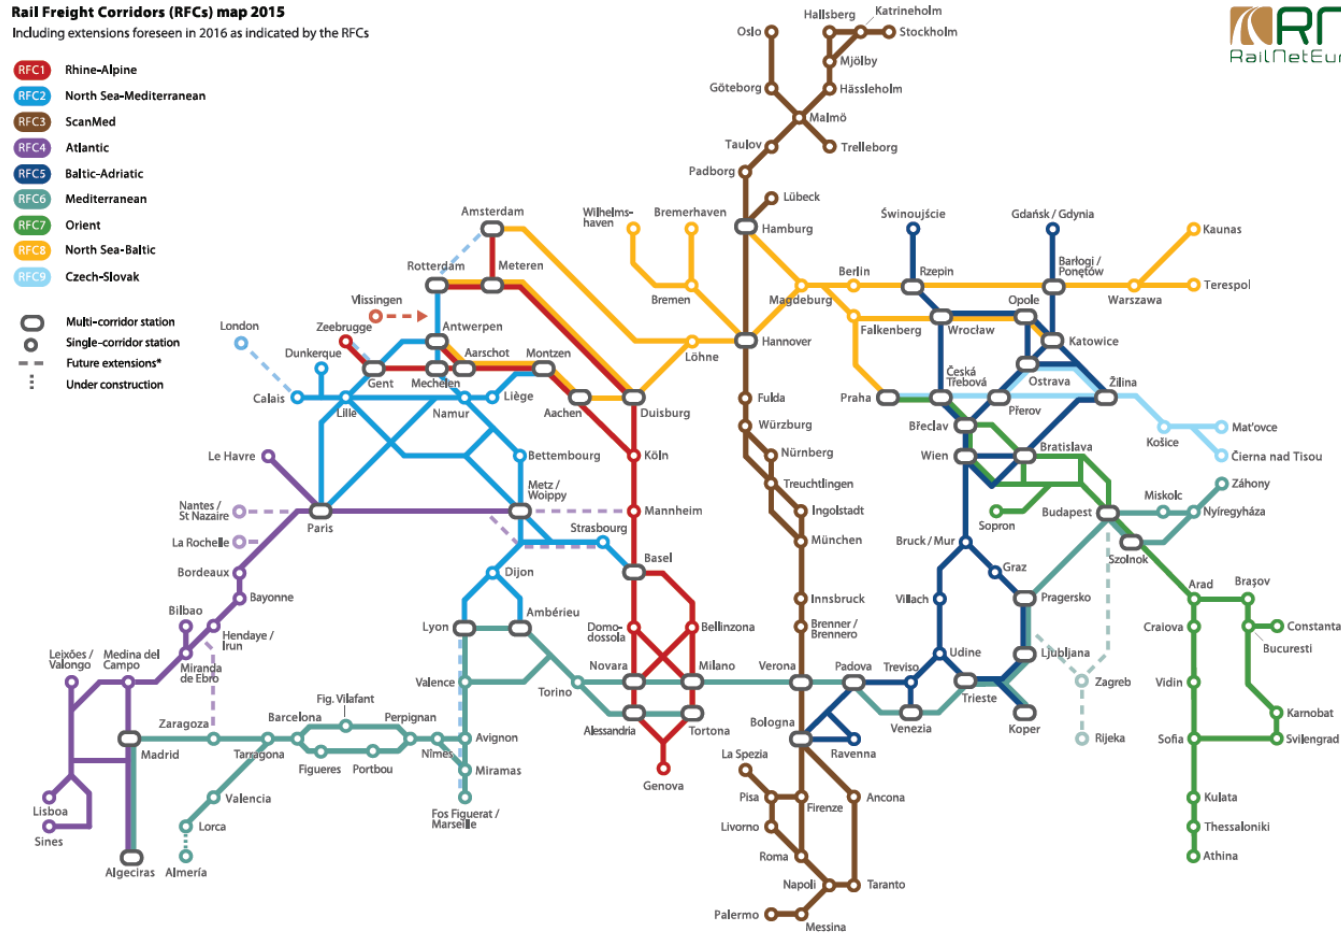 Rail Freight Corridors (RFCs) map 2015
Including extensions foreseen in 2016 as indicated by the RFCs
RFC1 Rhine-Alpine
RFC2 North Sea-Mediterranean
RFC3 ScanMed
RFC4 Atlantic
RFC5 Baltic-Adriatic
RFC6 Mediterranean
RFC7 Orient
RFC8 North Sea-Baltic
RFC9 Czech-Slovak
Multi-corridor station
Single-corridor station
Future extensions*
Under construction
RailNetEur
Oslo
Hallsberg
Katrineholm
Stockholm
Mjölby
Göteborg
Hässleholm
Malmö
Taulov
Trelleborg
Padborg
Lübeck
Hamburg
Amsterdam
Wilhelms-
haven
Bremerhaven
Świnoujście
Gdańsk / Gdynia
Kaunas
Rotterdam
Meteren
Bremen
Magdeburg
Berlin
Rzepin
Barłogi /
Ponętów
Warszawa
Terespol
Vlissingen
London
Zeebrugge
Antwerpen
Dunkerque
Aarschot
Montzen
Löhne
Hannover
Falkenberg
Wrocław
Opole
Katowice
Gent
Mechelen
Calais
Lille
Namur
Liège
Aachen
Duisburg
Fulda
Praha
Česká
Třebová
Ostrava
Přerov
Žilina
Würzburg
Břeclav
Košice
Mat'ovce
Le Havre
Bettembourg
Köln
Nürnberg
Wien
Bratislava
Čierna nad Tisou
Treuchtlingen
Nantes /
St Nazaire
Paris
Metz /
Woippy
Mannheim
Ingolstadt
Sopron
Budapest
Miskolc
Záhony
Nyíregyháza
La Rochelle
Strasbourg
München
Bruck / Mur
Szolnok
Bordeaux
Dijon
Basel
Graz
Bayonne
Innsbruck
Villach
Pragersko
Arad
Braşov
Bilbao
Hendaye /
Irun
Lyon
Ambérieu
Domo-
dossola
Bellinzona
Brenner /
Brennero
Craiova
Constanta
Bucuresti
Leixões /
Valongo
Medina del
Campo
Miranda
de Ebro
Valence
Torino
Novara
Milano
Verona
Padova
Treviso
Udine
Ljubljana
Zagreb
Vidin
Trieste
Zaragoza
Barcelona
Fig. Vilafant
Perpignan
Alessandria
Tortona
Bologna
Venezia
Koper
Karnobat
Madrid
Tarragona
Figueres
Portbou
Nîmes
Avignon
Ravenna
Rijeka
Sofia
Svilengrad
Miramas
Genova
La Spezia
Lisboa
Valencia
Fos Figuerat /
Marseille
Pisa
Firenze
Ancona
Kulata
Sines
Lorca
Livorno
Thessaloniki
Algeciras
Almería
Roma
Athina
Napoli
Taranto
Palermo
Messina